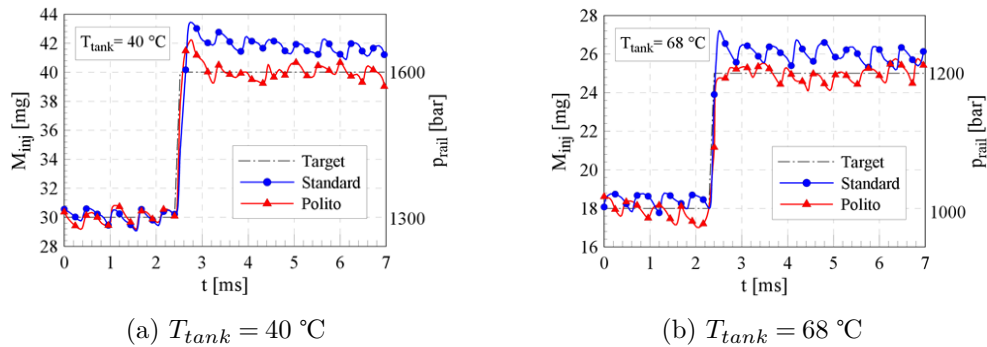 T_tank = 40 °C
M_inj [mg]
44
42
40
38
36
34
32
30
28
1600
1300
p_rail [bar]
Target
Standard
Polito
0 1 2 3 4 5 6 7
t [ms]
(a) T_tank = 40 °C
T_tank = 68 °C
M_inj [mg]
28
26
24
22
20
18
16
1200
1000
p_rail [bar]
Target
Standard
Polito
0 1 2 3 4 5 6 7
t [ms]
(b) T_tank = 68 °C